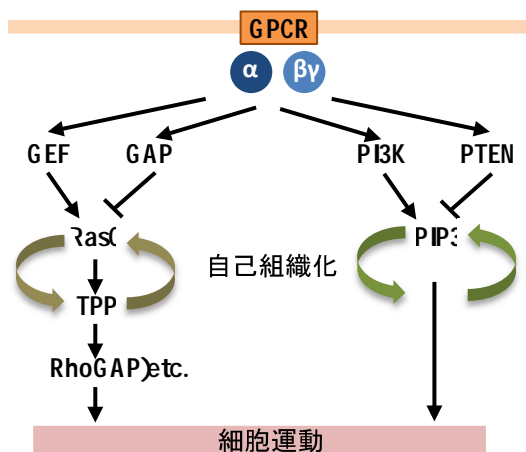 GPCR
α βγ
GEF GAP PI3K PTEN
PIP3
自己組織化
TPP
RhoGAP)etc.
細胞運動